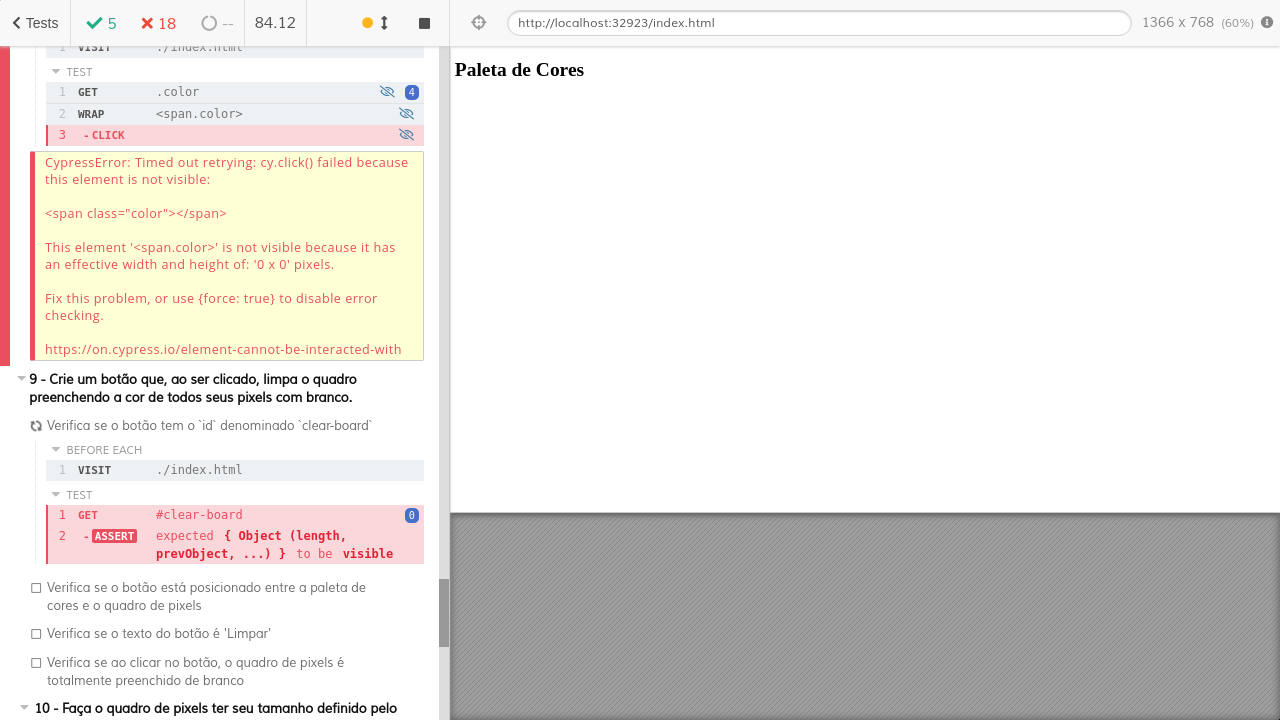 Tests
5
18
--
84.12
http://localhost:32923/index.html
1366 x 768 (60%)
1 VISIT ./index.html
TEST
1 GET .color 4
2 WRAP <span.color>
3 - CLICK
CypressError: Timed out retrying: cy.click() failed because
this element is not visible:
<span class="color"></span>
This element '<span.color>' is not visible because it has
an effective width and height of: '0 x 0' pixels.
Fix this problem, or use {force: true} to disable error
checking.
https://on.cypress.io/element-cannot-be-interacted-with
9 - Crie um botão que, ao ser clicado, limpa o quadro
preenchendo a cor de todos seus pixels com branco.
Verifica se o botão tem o `id` denominado `clear-board`
BEFORE EACH
1 VISIT ./index.html
TEST
1 GET #clear-board 0
2 - ASSERT expected { Object (length,
prevObject, ...) } to be visible
Verifica se o botão está posicionado entre a paleta de
cores e o quadro de pixels
Verifica se o texto do botão é 'Limpar'
Verifica se ao clicar no botão, o quadro de pixels é
totalmente preenchido de branco
10 - Faça o quadro de pixels ter seu tamanho definido pelo
Paleta de Cores